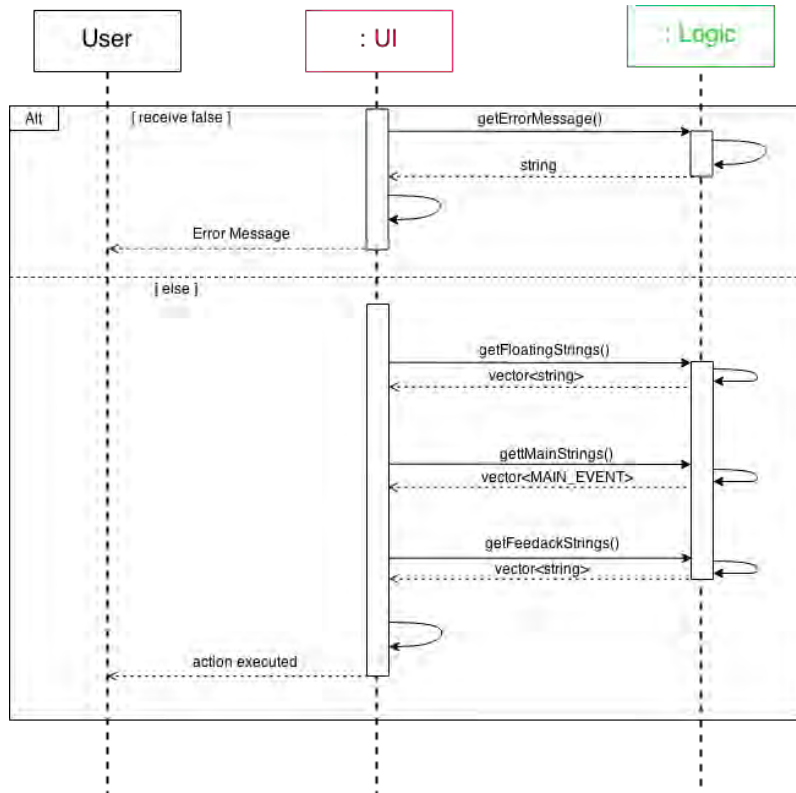 User
: UI
: Logic
Alt
[ receive false ]
getErrorMessage()
string
Error Message
[ else ]
getFloatingStrings()
vector<string>
gettMainStrings()
vector<MAIN_EVENT>
getFeedackStrings()
vector<string>
action executed